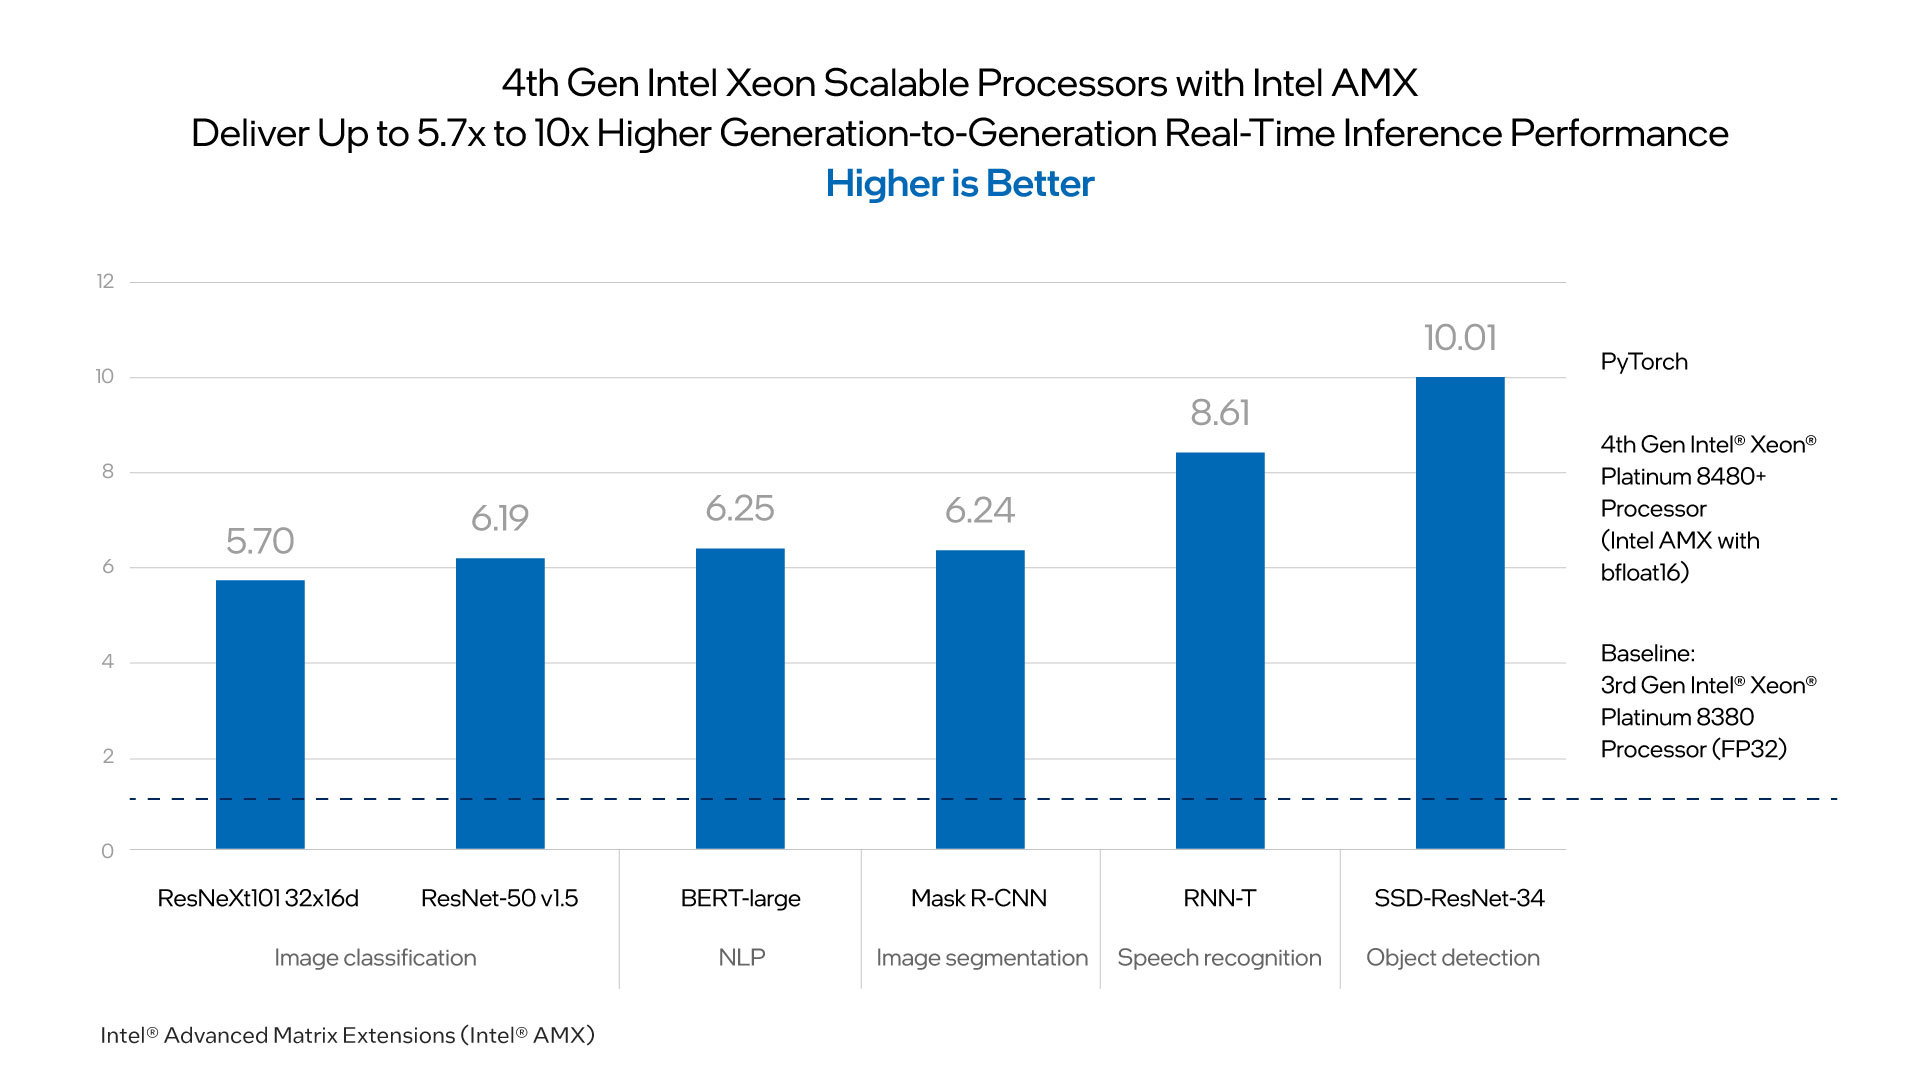 4th Gen Intel Xeon Scalable Processors with Intel AMX
Deliver Up to 5.7x to 10x Higher Generation-to-Generation Real-Time Inference Performance
Higher is Better
12
10
8
6
4
2
0
5.70
6.19
6.25
6.24
8.61
10.01
ResNeXt101 32x16d
ResNet-50 v1.5
BERT-large
Mask R-CNN
RNN-T
SSD-ResNet-34
Image classification
NLP
Image segmentation
Speech recognition
Object detection
PyTorch
4th Gen Intel® Xeon®
Platinum 8480+
Processor
(Intel AMX with
bfloat16)
Baseline:
3rd Gen Intel® Xeon®
Platinum 8380
Processor (FP32)
Intel® Advanced Matrix Extensions (Intel® AMX)